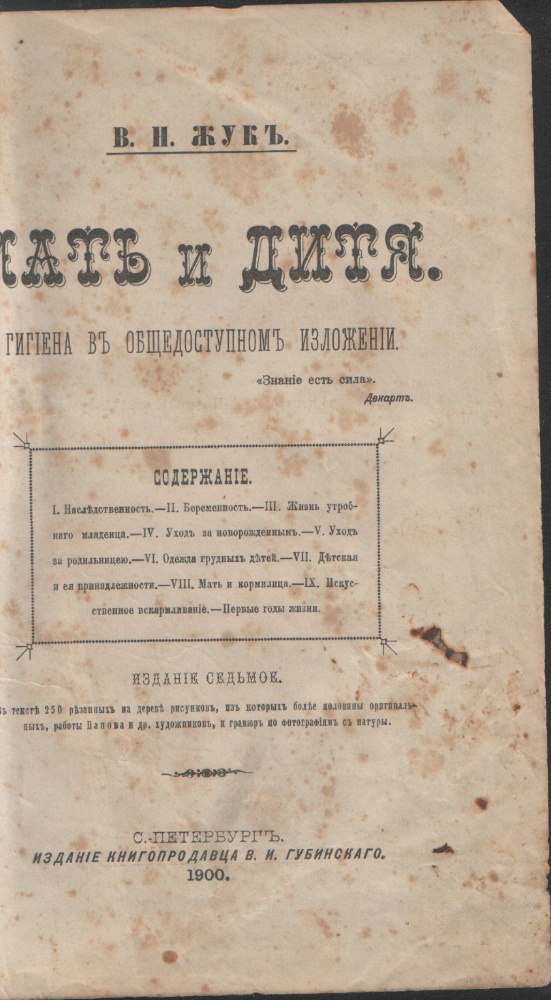 В. Н. ЖУКЪ.
МАТЬ и ДИТЯ.
ГИГІЕНА ВЪ ОБЩЕДОСТУПНОМЪ ИЗЛОЖЕНІИ.
«Знаніе есть сила».
Декартъ.
СОДЕРЖАНІЕ.
I. Наслѣдственность.—II. Беременность.—III. Жизнь утроб-
наго младенца.—IV. Уходъ за новорожденнымъ.—V. Уходъ
за родильницею.—VI. Одежда грудныхъ дѣтей.—VII. Дѣтская
и ея принадлежности.—VIII. Мать и кормилица.—IX. Искус-
ственное вскармливаніе.—Первые годы жизни.
ИЗДАНІЕ СЕДЬМОЕ.
Въ текстѣ 250 рѣзанныхъ на деревѣ рисунковъ, изъ которыхъ болѣе половины оригиналь-
ныхъ, работы Панова и др. художниковъ, и гравюръ по фотографіямъ съ натуры.
С.-ПЕТЕРБУРГЪ.
ИЗДАНІЕ КНИГОПРОДАВЦА В. И. ГУБИНСКАГО.
1900.